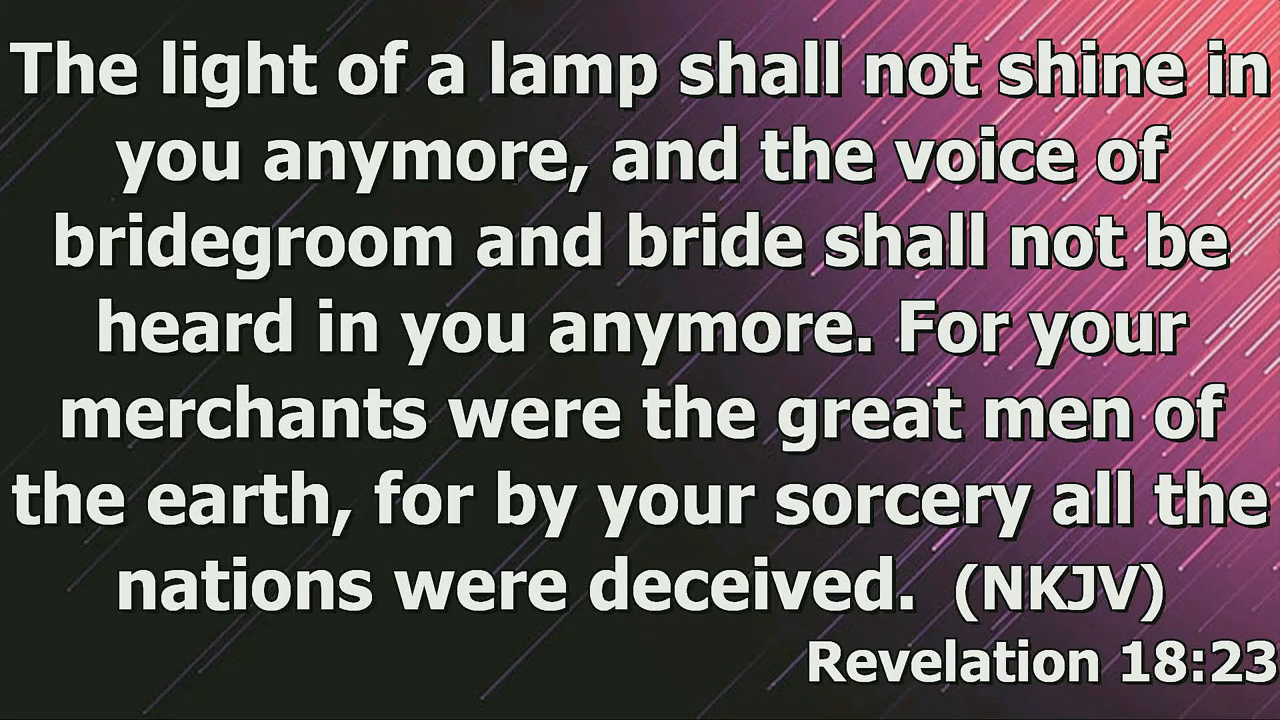 The light of a lamp shall not shine in
you anymore, and the voice of
bridegroom and bride shall not be
heard in you anymore. For your
merchants were the great men of
the earth, for by your sorcery all the
nations were deceived.  (NKJV)
Revelation 18:23